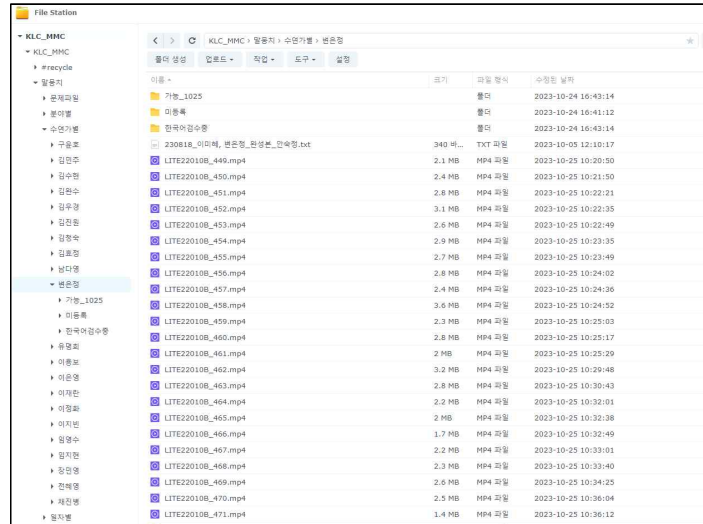 File Station
KLC_MMC
KLC_MMC
#recycle
말뭉치
문제파일
분야별
수연가별
구웅호
김민주
김수현
김완수
김우경
김진원
김정숙
김효정
남다영
변은정
가능_1025
미등록
한국어검수중
유명희
이종보
이은영
이재란
이정화
이지빈
임명수
임지현
장민영
전혜영
채진병
일자별
KLC_MMC > 말뭉치 > 수연가별 > 변은정
폴더 생성 업로드 작업 도구 설정
이름 크기 파일 형식 수정된 날짜
가능_1025 폴더 2023-10-24 16:43:14
미등록 폴더 2023-10-24 16:41:12
한국어검수중 폴더 2023-10-24 16:43:14
230818_이미혜, 변은정_완성본_안숙정.txt 340 바... TXT 파일 2023-10-05 12:10:17
LITE22010B_449.mp4 2.1 MB MP4 파일 2023-10-25 10:20:50
LITE22010B_450.mp4 2.4 MB MP4 파일 2023-10-25 10:21:50
LITE22010B_451.mp4 2.8 MB MP4 파일 2023-10-25 10:22:21
LITE22010B_452.mp4 3.1 MB MP4 파일 2023-10-25 10:22:35
LITE22010B_453.mp4 2.6 MB MP4 파일 2023-10-25 10:22:49
LITE22010B_454.mp4 2.9 MB MP4 파일 2023-10-25 10:23:35
LITE22010B_455.mp4 2.7 MB MP4 파일 2023-10-25 10:23:49
LITE22010B_456.mp4 2.8 MB MP4 파일 2023-10-25 10:24:02
LITE22010B_457.mp4 2.4 MB MP4 파일 2023-10-25 10:24:36
LITE22010B_458.mp4 3.6 MB MP4 파일 2023-10-25 10:24:52
LITE22010B_459.mp4 2.3 MB MP4 파일 2023-10-25 10:25:03
LITE22010B_460.mp4 2.8 MB MP4 파일 2023-10-25 10:25:17
LITE22010B_461.mp4 2 MB MP4 파일 2023-10-25 10:25:29
LITE22010B_462.mp4 3.2 MB MP4 파일 2023-10-25 10:29:48
LITE22010B_463.mp4 2.8 MB MP4 파일 2023-10-25 10:30:43
LITE22010B_464.mp4 2.2 MB MP4 파일 2023-10-25 10:32:01
LITE22010B_465.mp4 2 MB MP4 파일 2023-10-25 10:32:38
LITE22010B_466.mp4 1.7 MB MP4 파일 2023-10-25 10:32:49
LITE22010B_467.mp4 2.2 MB MP4 파일 2023-10-25 10:33:01
LITE22010B_468.mp4 2.3 MB MP4 파일 2023-10-25 10:33:40
LITE22010B_469.mp4 2.6 MB MP4 파일 2023-10-25 10:34:25
LITE22010B_470.mp4 2.5 MB MP4 파일 2023-10-25 10:36:04
LITE22010B_471.mp4 1.4 MB MP4 파일 2023-10-25 10:36:12